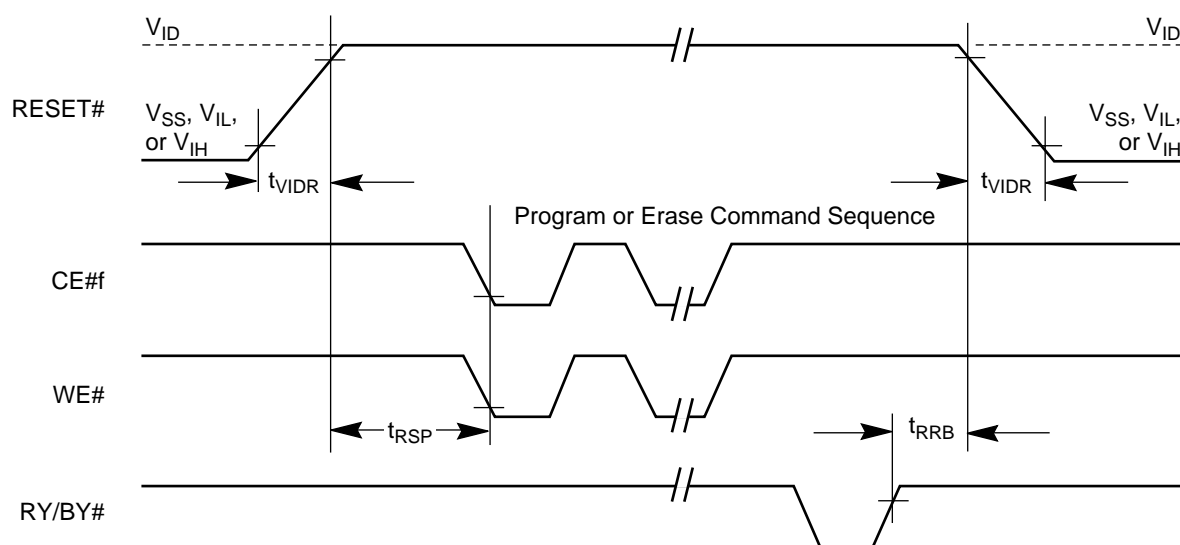 VID
VID
RESET#
VSS, VIL,
or VIH
VSS, VIL,
or VIH
tVIDR
tVIDR
Program or Erase Command Sequence
CE#f
WE#
tRSP
tRRB
RY/BY#